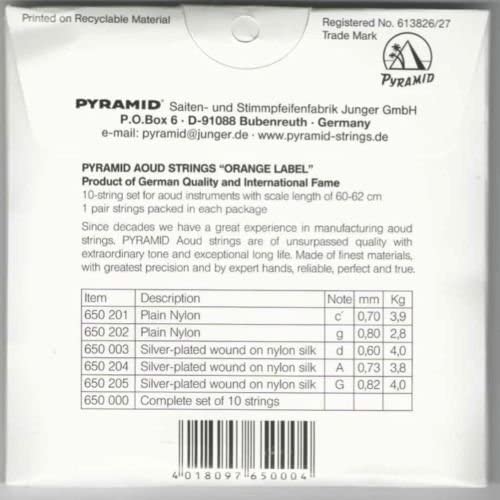 Printed on Recyclable Material
Registered No. 613826/27
Trade Mark
PYRAMID
PYRAMID® Saiten- und Stimmpfeifenfabrik Junger GmbH
P.O.Box 6 · D-91088 Bubenreuth · Germany
e-mail: pyramid@junger.de · www.pyramid-strings.de
PYRAMID AOUD STRINGS "ORANGE LABEL"
Product of German Quality and International Fame
10-string set for aoud instruments with scale length of 60-62 cm
1 pair strings packed in each package
Since decades we have a great experience in manufacturing aoud
strings. PYRAMID Aoud strings are of unsurpassed quality with
extraordinary tone and exceptional long life. Made of finest materials,
with greatest precision and by expert hands, reliable, perfect and true.
Item Description Note mm Kg
650 201 Plain Nylon c' 0,70 3,9
650 202 Plain Nylon g 0,80 2,8
650 003 Silver-plated wound on nylon silk d 0,60 4,0
650 204 Silver-plated wound on nylon silk A 0,73 3,8
650 205 Silver-plated wound on nylon silk G 0,82 4,0
650 000 Complete set of 10 strings
4 018097 650004